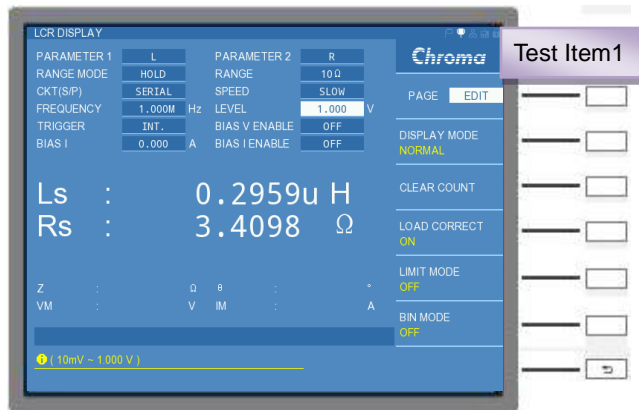 LCR DISPLAY
PARAMETER 1 L PARAMETER 2 R
RANGE MODE HOLD RANGE 10 Ω
CKT(S/P) SERIAL SPEED SLOW
FREQUENCY 1.000M Hz LEVEL 1.000 V
TRIGGER INT. BIAS V ENABLE OFF
BIAS I 0.000 A BIAS I ENABLE OFF
Ls : 0.2959u H
Rs : 3.4098 Ω
Z : Ω θ : °
VM : V IM : A
( 10mV ~ 1.000 V )
Chroma
Test Item1
PAGE EDIT
DISPLAY MODE
NORMAL
CLEAR COUNT
LOAD CORRECT
ON
LIMIT MODE
OFF
BIN MODE
OFF